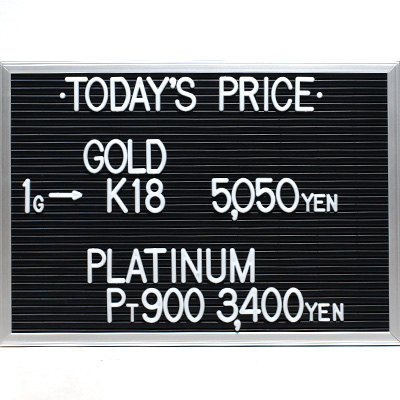 ·TODAY'S PRICE·
GOLD
1G→ K18 5,050YEN
PLATINUM
PT900 3,400YEN